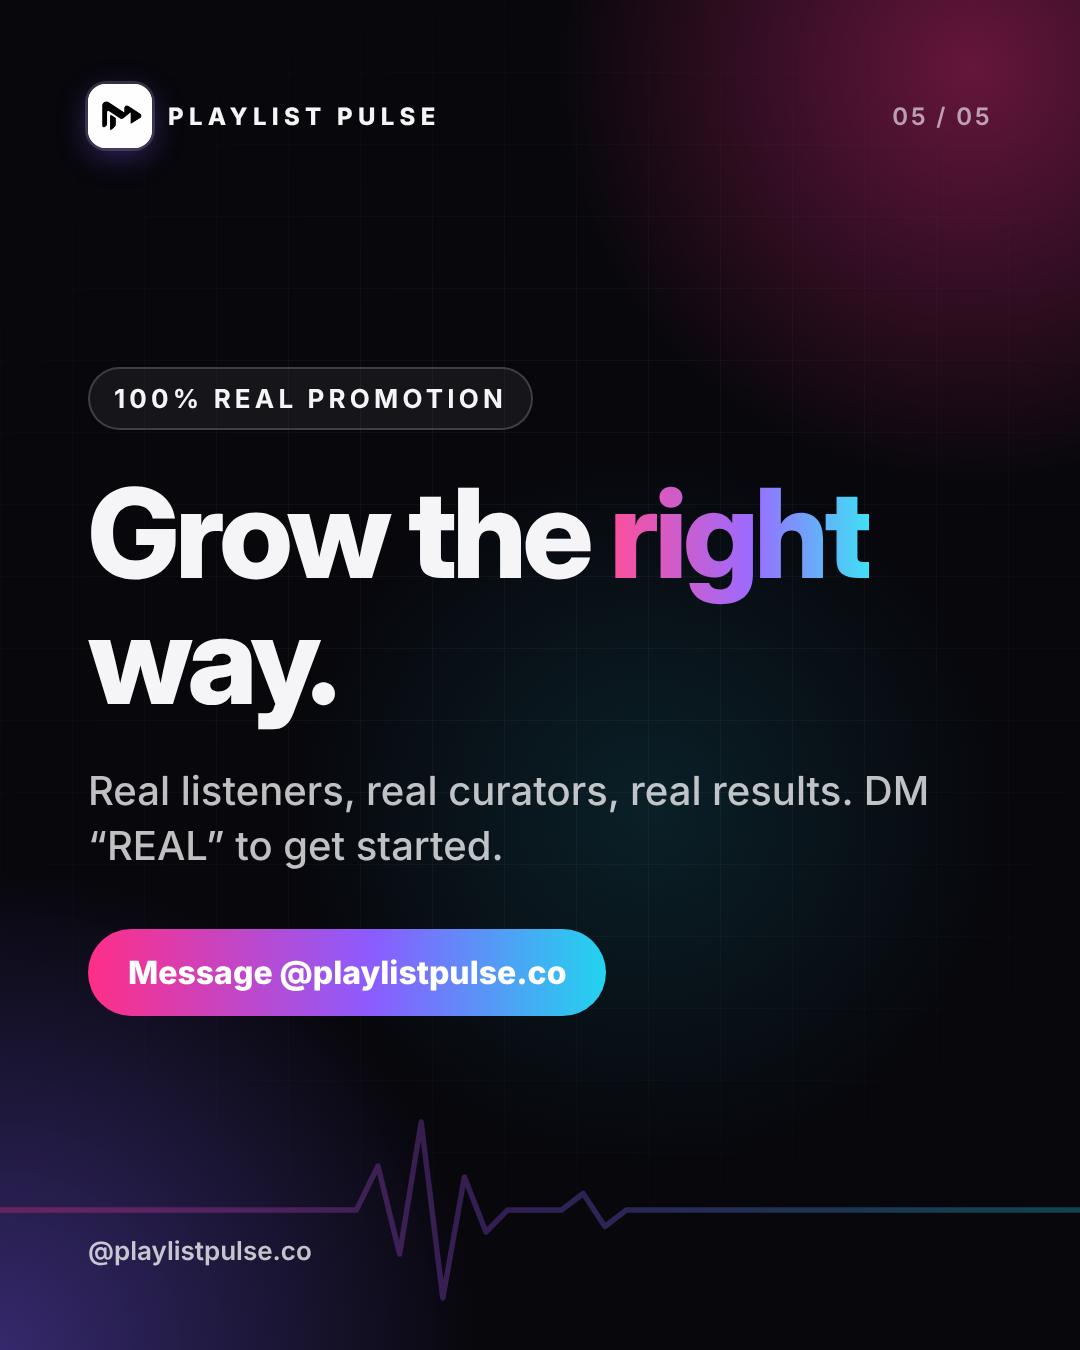 PLAYLIST PULSE
05 / 05
100% REAL PROMOTION
Grow the right
way.
Real listeners, real curators, real results. DM
“REAL” to get started.
Message @playlistpulse.co
@playlistpulse.co